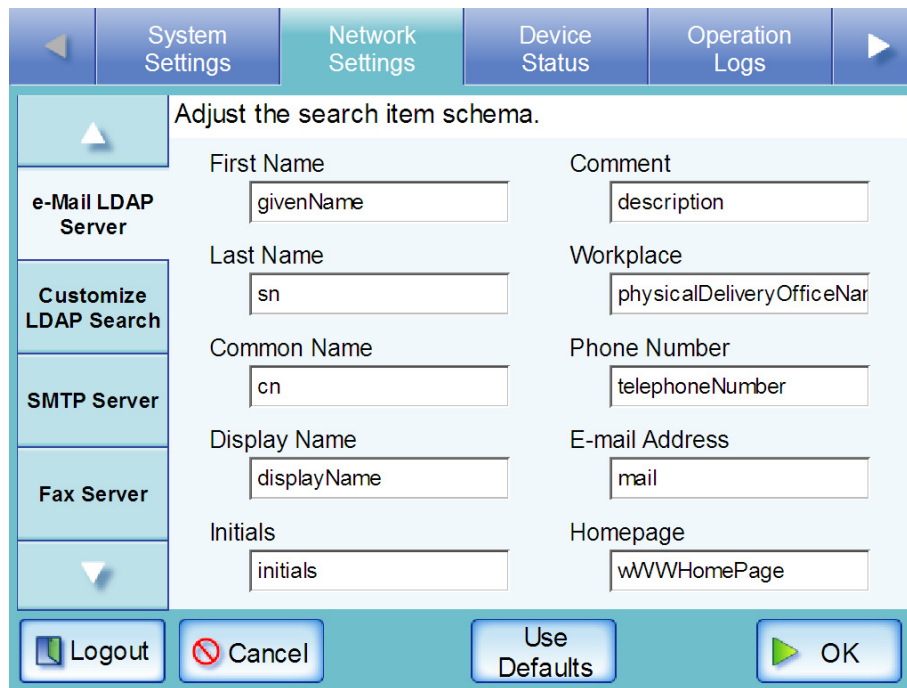 System
Settings
Network
Settings
Device
Status
Operation
Logs
Adjust the search item schema.
e-Mail LDAP
Server
Customize
LDAP Search
SMTP Server
Fax Server
First Name
givenName
Last Name
sn
Common Name
cn
Display Name
displayName
Initials
initials
Comment
description
Workplace
physicalDeliveryOfficeNar
Phone Number
telephoneNumber
E-mail Address
mail
Homepage
wWWHomePage
Logout
Cancel
Use
Defaults
OK